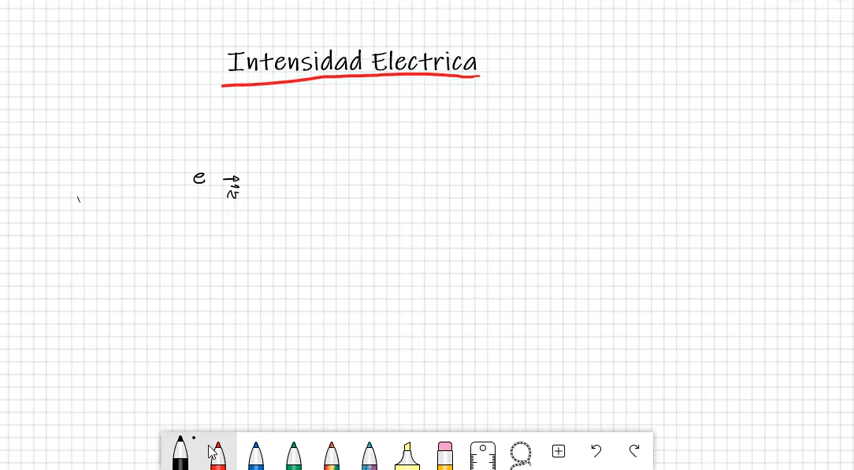 Intensidad Electrica
e →